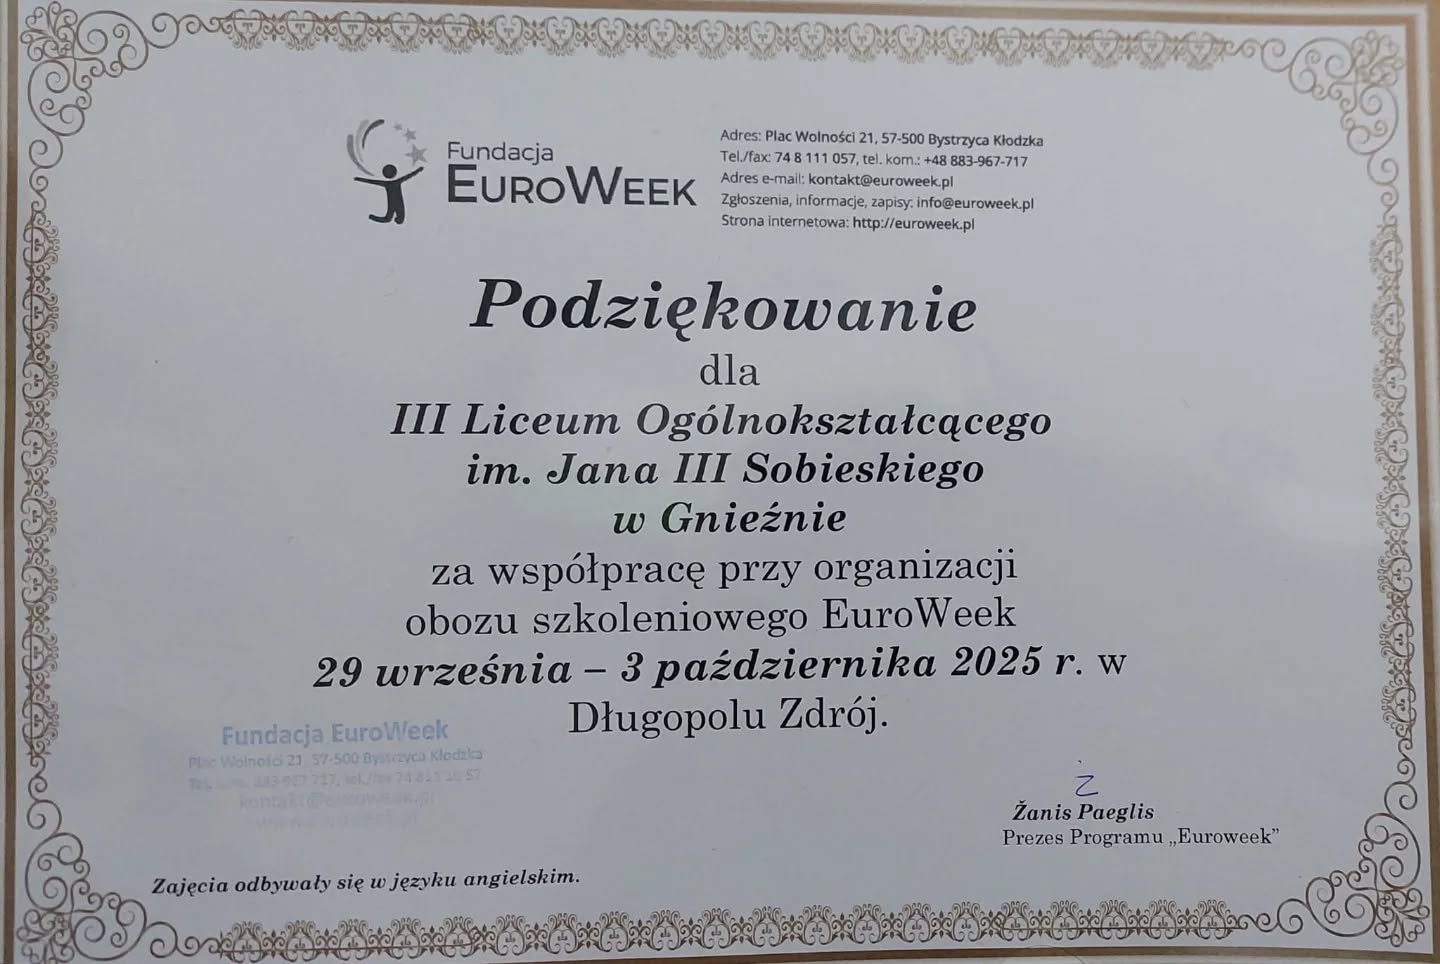 Fundacja
EUROWEEK
Adres: Plac Wolności 21, 57-500 Bystrzyca Kłodzka
Tel./fax: 74 8 111 057, tel. kom.: +48 883-967-717
Adres e-mail: kontakt@euroweek.pl
Zgłoszenia, informacje, zapisy: info@euroweek.pl
Strona internetowa: http://euroweek.pl
Podziękowanie
dla
III Liceum Ogólnokształcącego
im. Jana III Sobieskiego
w Gnieźnie
za współpracę przy organizacji
obozu szkoleniowego EuroWeek
29 września – 3 października 2025 r. w
Długopolu Zdrój.
Fundacja EuroWeek
Plac Wolności 21, 57-500 Bystrzyca Kłodzka
kontakt@euroweek.pl
Žanis Paeglis
Prezes Programu „Euroweek”
Zajęcia odbywały się w języku angielskim.